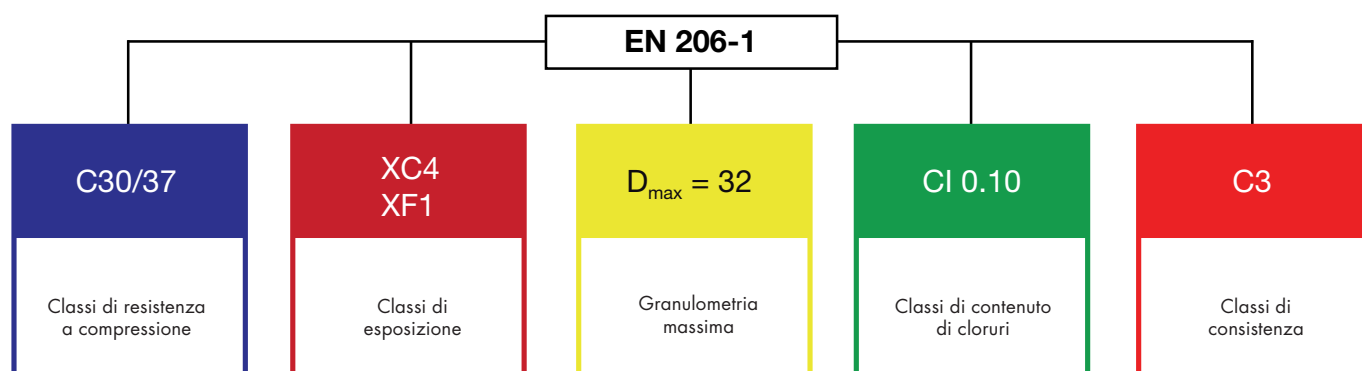 EN 206-1
C30/37
XC4
XF1
Dmax = 32
CI 0.10
C3
Classi di resistenza
a compressione
Classi di
esposizione
Granulometria
massima
Classi di contenuto
di cloruri
Classi di
consistenza